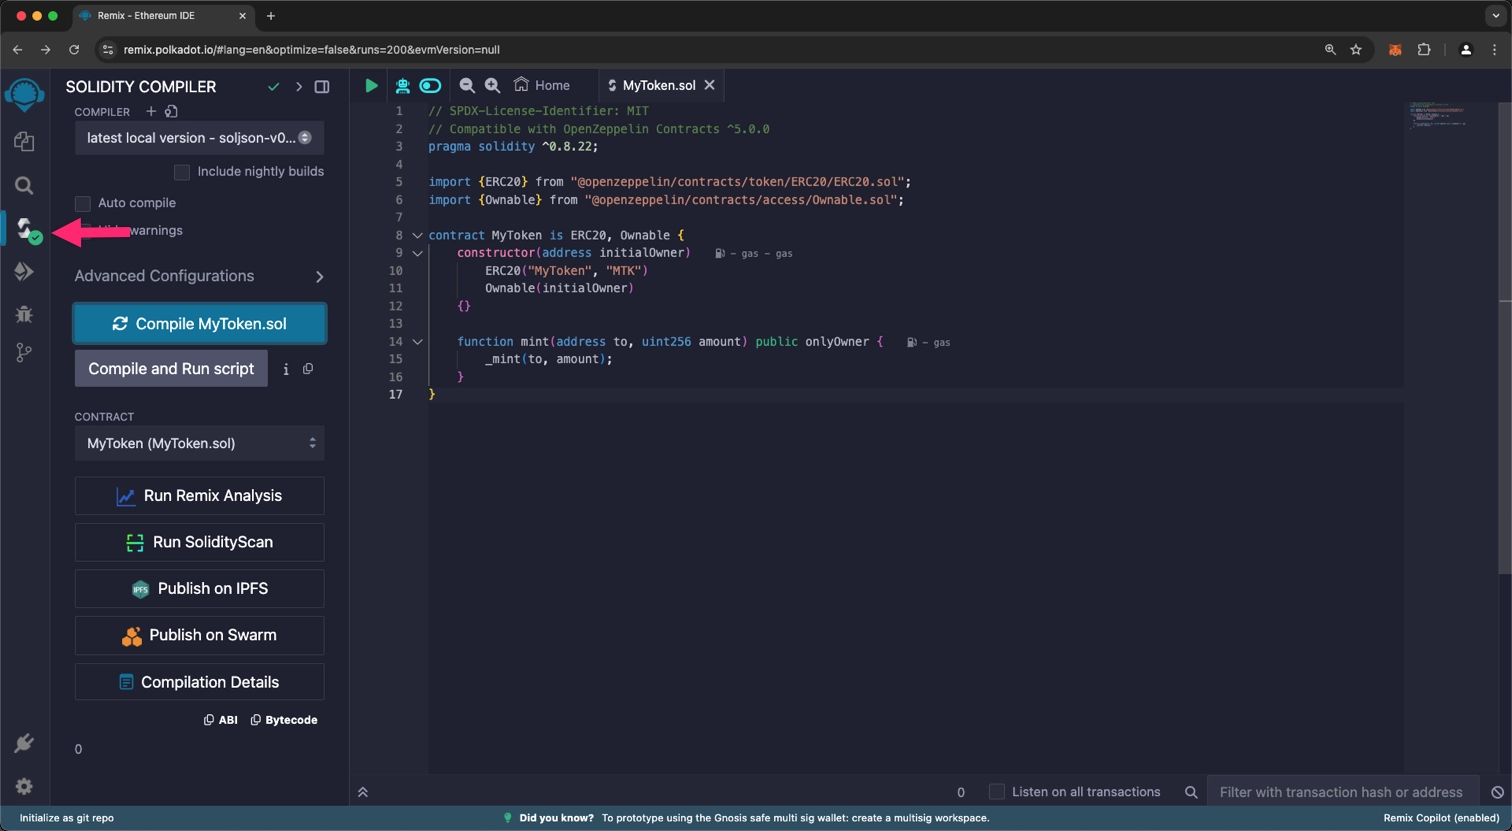 Remix - Ethereum IDE
remix.polkadot.io/#lang=en&optimize=false&runs=200&evmVersion=null
SOLIDITY COMPILER
COMPILER
latest local version - soljson-v0...
Include nightly builds
Auto compile
warnings
Advanced Configurations
Compile MyToken.sol
Compile and Run script
i
CONTRACT
MyToken (MyToken.sol)
Run Remix Analysis
Run SolidityScan
IPFS
Publish on IPFS
Publish on Swarm
Compilation Details
ABI Bytecode
0
Home
MyToken.sol
1 // SPDX-License-Identifier: MIT
2 // Compatible with OpenZeppelin Contracts ^5.0.0
3 pragma solidity ^0.8.22;
4
5 import {ERC20} from "@openzeppelin/contracts/token/ERC20/ERC20.sol";
6 import {Ownable} from "@openzeppelin/contracts/access/Ownable.sol";
7
8 contract MyToken is ERC20, Ownable {
9 constructor(address initialOwner) - gas - gas
10 ERC20("MyToken", "MTK")
11 Ownable(initialOwner)
12 {}
13
14 function mint(address to, uint256 amount) public onlyOwner { - gas
15 _mint(to, amount);
16 }
17 }
0 Listen on all transactions Filter with transaction hash or address
Initialize as git repo
Did you know? To prototype using the Gnosis safe multi sig wallet: create a multisig workspace.
Remix Copilot (enabled)